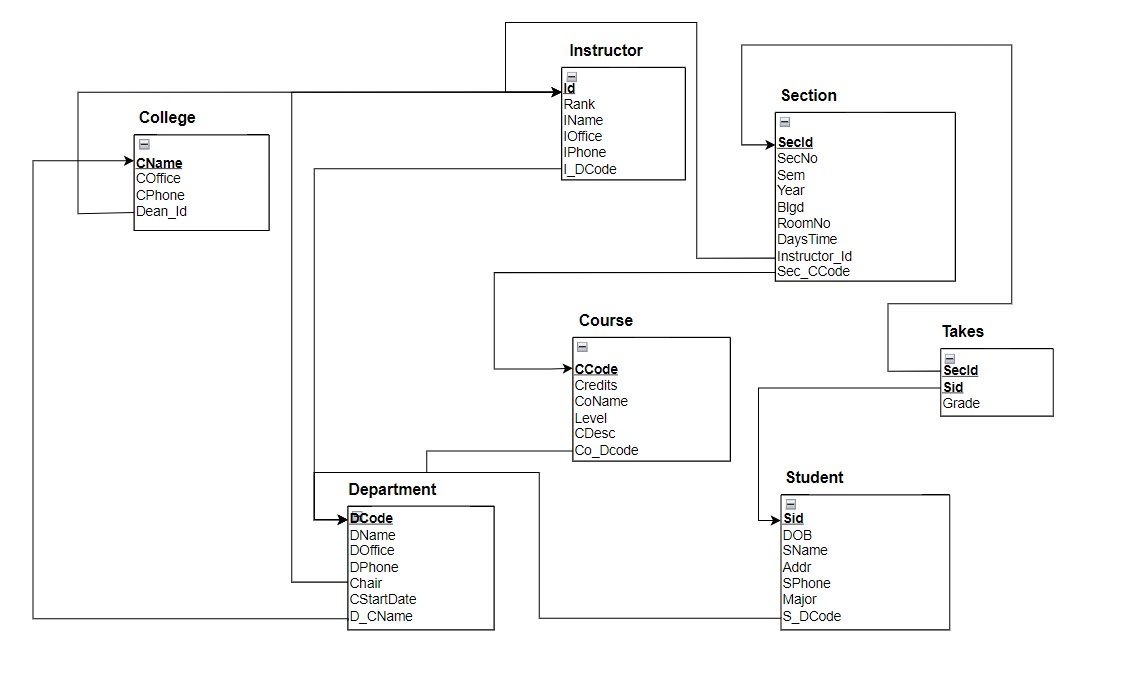 College
CName
COffice
CPhone
Dean_Id
Instructor
Id
Rank
IName
IOffice
IPhone
I_DCode
Section
SecId
SecNo
Sem
Year
Blgd
RoomNo
DaysTime
Instructor_Id
Sec_CCode
Course
CCode
Credits
CoName
Level
CDesc
Co_Dcode
Takes
SecId
Sid
Grade
Department
DCode
DName
DOffice
DPhone
Chair
CStartDate
D_CName
Student
Sid
DOB
SName
Addr
SPhone
Major
S_DCode